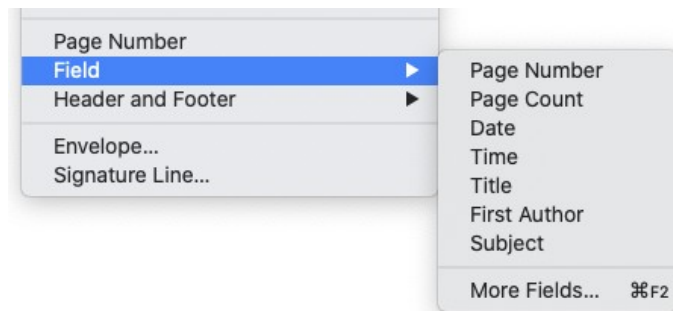 Page Number
Field ▶
Header and Footer ▶
Envelope...
Signature Line...
Page Number
Page Count
Date
Time
Title
First Author
Subject
More Fields... ⌘F2